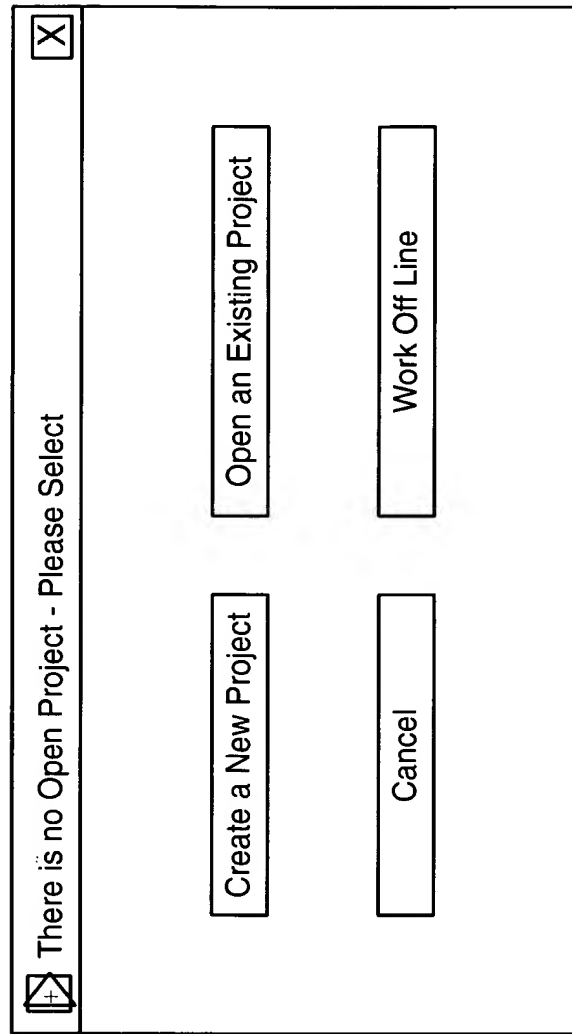 There is no Open Project - Please Select X
Create a New Project
Open an Existing Project
Cancel
Work Off Line